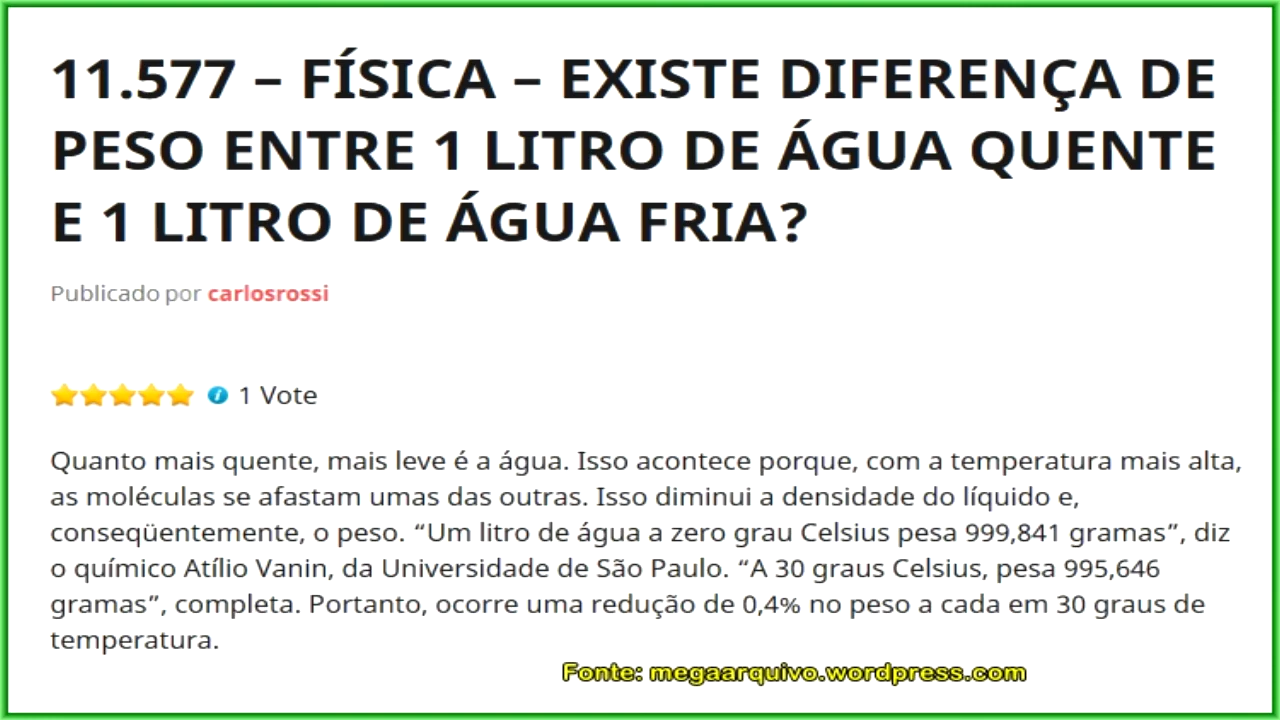 11.577 – FÍSICA – EXISTE DIFERENÇA DE
PESO ENTRE 1 LITRO DE ÁGUA QUENTE
E 1 LITRO DE ÁGUA FRIA?
Publicado por carlosrossi
1 Vote
Quanto mais quente, mais leve é a água. Isso acontece porque, com a temperatura mais alta,
as moléculas se afastam umas das outras. Isso diminui a densidade do líquido e,
conseqüentemente, o peso. “Um litro de água a zero grau Celsius pesa 999,841 gramas”, diz
o químico Atílio Vanin, da Universidade de São Paulo. “A 30 graus Celsius, pesa 995,646
gramas”, completa. Portanto, ocorre uma redução de 0,4% no peso a cada em 30 graus de
temperatura.
Fonte: megaarquivo.wordpress.com